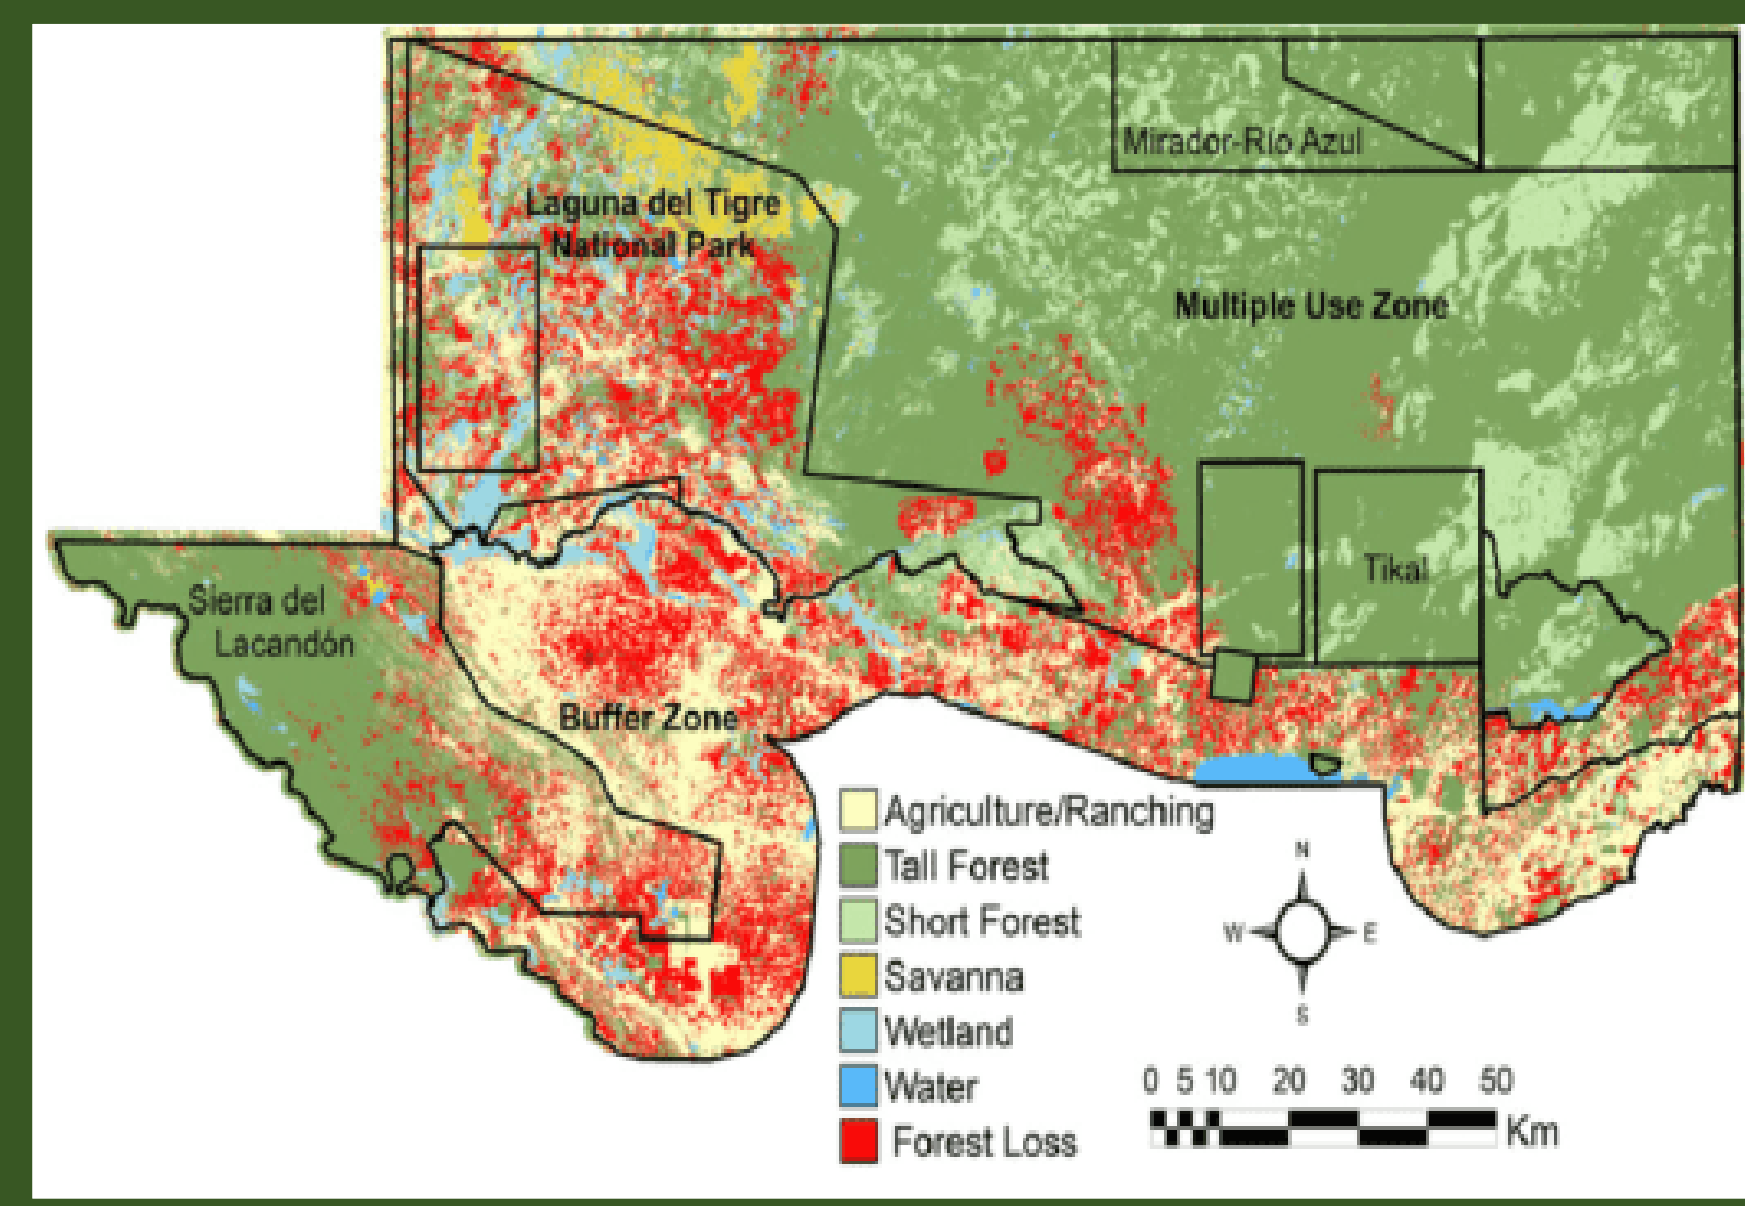 Mirador-Río Azul
Laguna del Tigre
National Park
Multiple Use Zone
Tikal
Sierra del
Lacandón
Buffer Zone
Agriculture/Ranching
Tall Forest
Short Forest
Savanna
Wetland
Water
Forest Loss
N
W E
S
0 5 10 20 30 40 50
Km